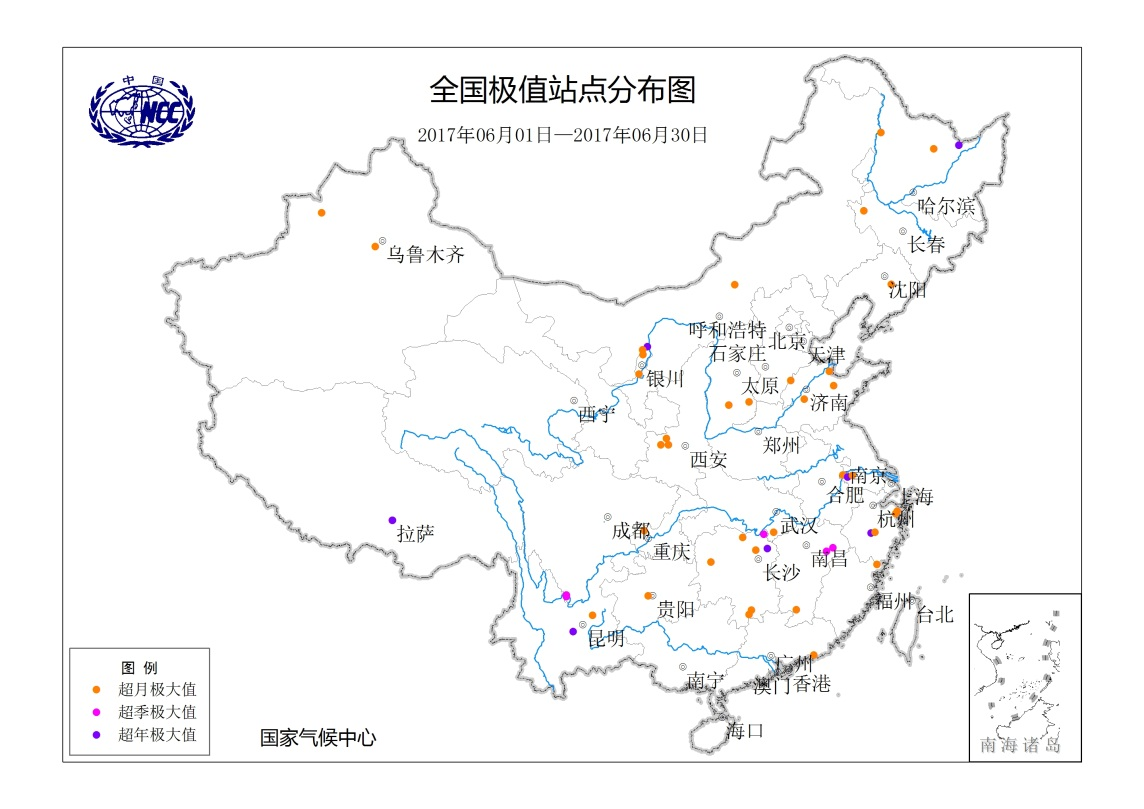 中 国
NCC
全国极值站点分布图
2017年06月01日—2017年06月30日
哈尔滨
长春
乌鲁木齐
沈阳
呼和浩特
北京
石家庄
天津
银川
太原
济南
西宁
郑州
西安
南京
合肥
上海
杭州
武汉
成都
拉萨
重庆
南昌
长沙
贵阳
福州
台北
昆明
广州
南宁
澳门
香港
海口
图 例
超月极大值
超季极大值
超年极大值
国家气候中心
南海诸岛